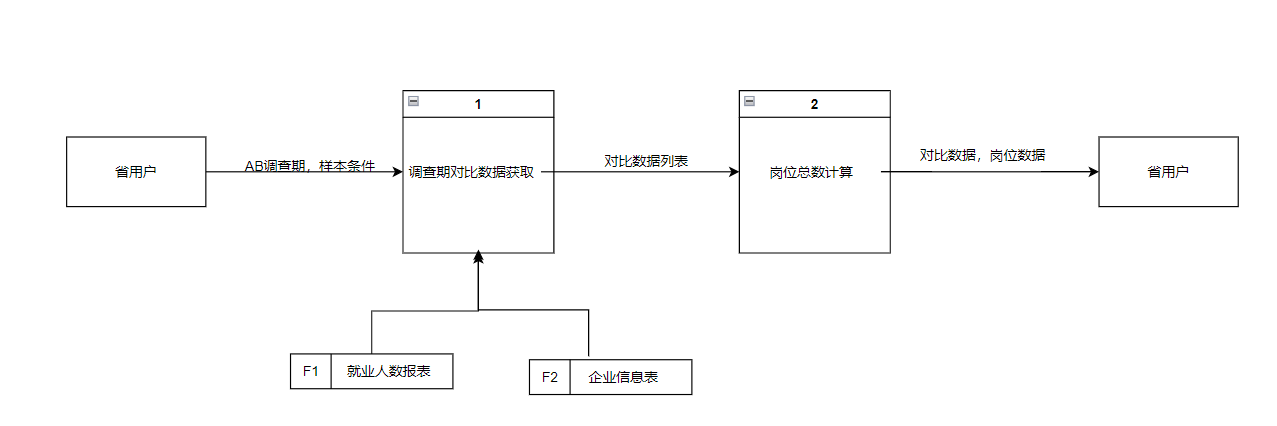 1
2
省用户
AB调查期，样本条件
调查期对比数据获取
对比数据列表
岗位总数计算
对比数据，岗位数据
省用户
F1
就业人数报表
F2
企业信息表